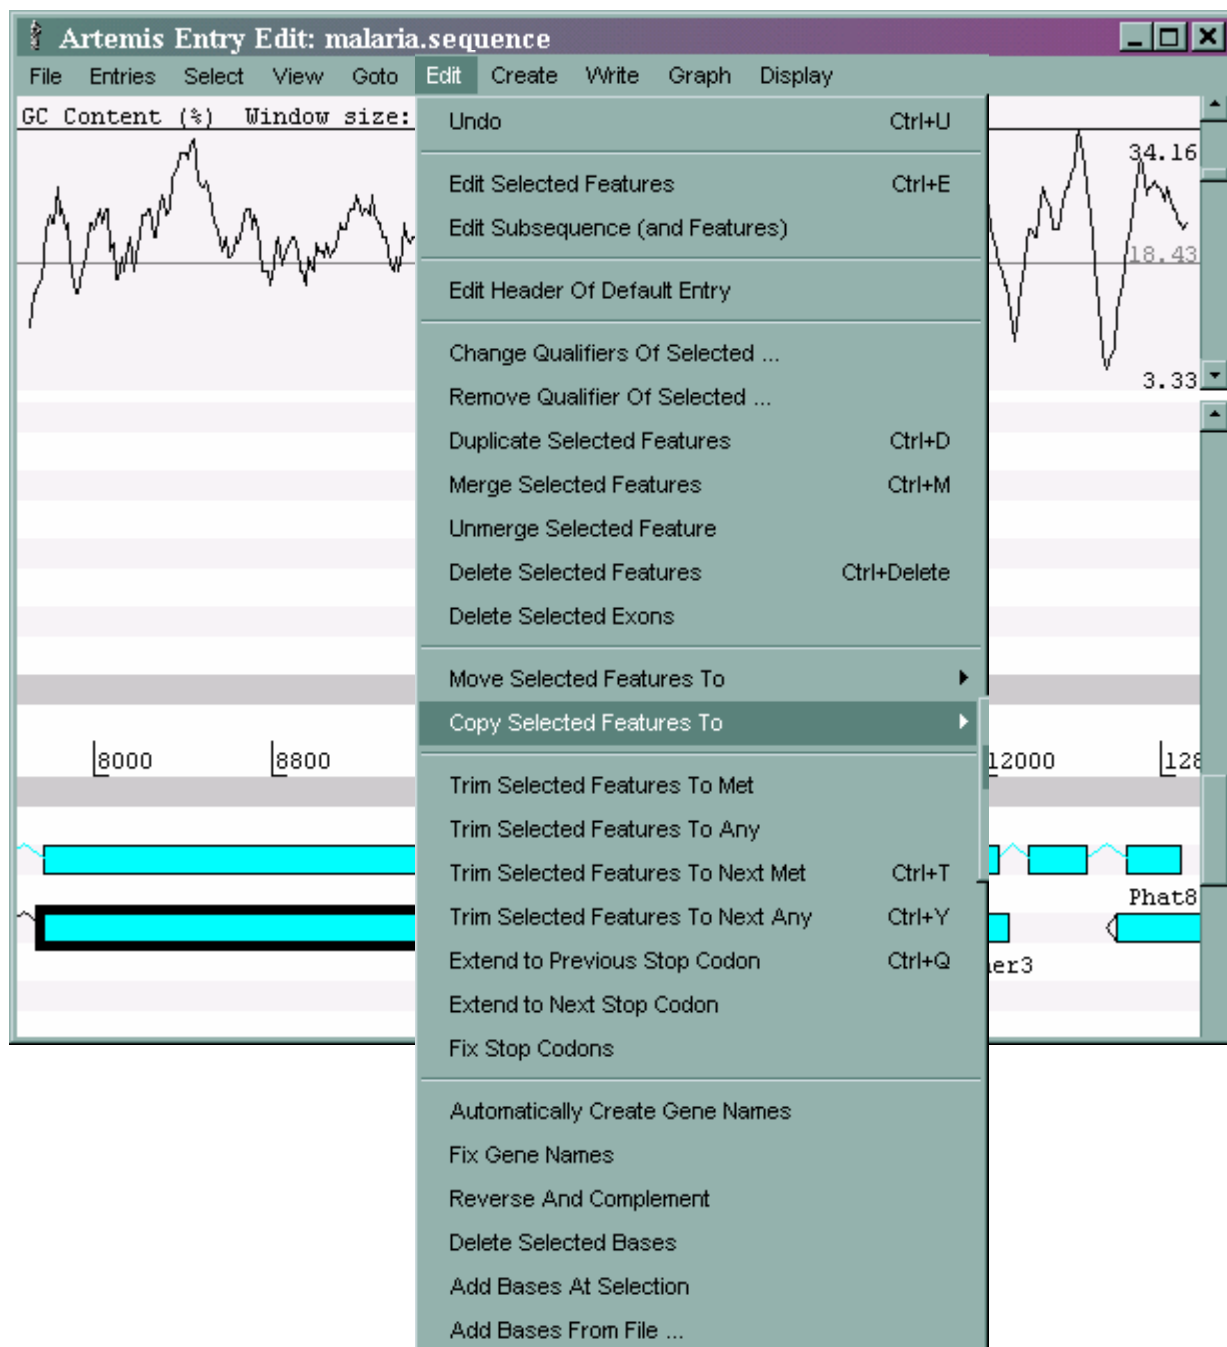 Artemis Entry Edit: malaria.sequence
File Entries Select View Goto Edit Create Write Graph Display
GC Content (%) Window size:
34.16
18.43
3.33
Undo Ctrl+U
Edit Selected Features Ctrl+E
Edit Subsequence (and Features)
Edit Header Of Default Entry
Change Qualifiers Of Selected ...
Remove Qualifier Of Selected ...
Duplicate Selected Features Ctrl+D
Merge Selected Features Ctrl+M
Unmerge Selected Feature
Delete Selected Features Ctrl+Delete
Delete Selected Exons
Move Selected Features To
Copy Selected Features To
Trim Selected Features To Met
Trim Selected Features To Any
Trim Selected Features To Next Met Ctrl+T
Trim Selected Features To Next Any Ctrl+Y
Extend to Previous Stop Codon Ctrl+Q
Extend to Next Stop Codon
Fix Stop Codons
Automatically Create Gene Names
Fix Gene Names
Reverse And Complement
Delete Selected Bases
Add Bases At Selection
Add Bases From File ...
8000 8800 12000 128
Phat8
er3